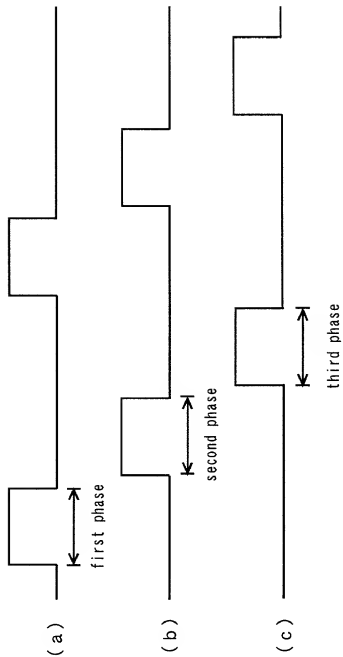 (a)
first phase
(b)
second phase
(c)
third phase